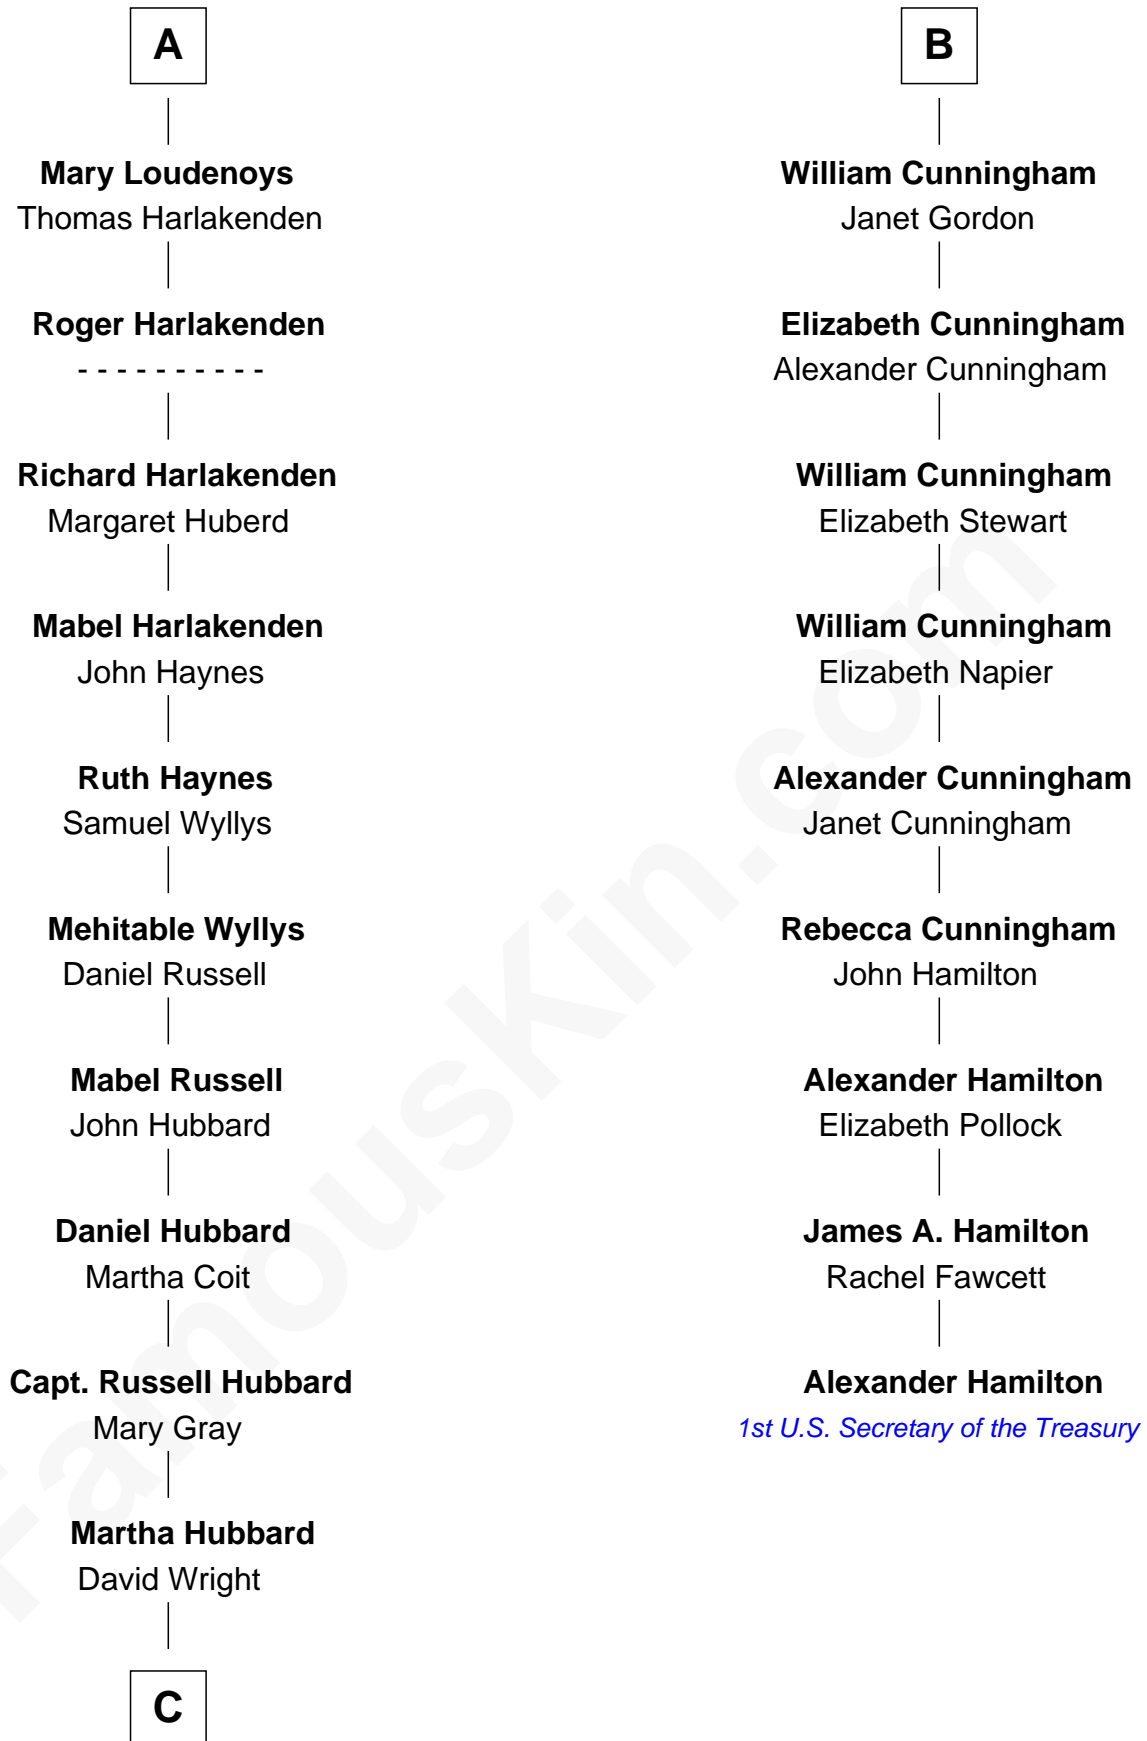 A
Mary Loudenoys
Thomas Harlakenden
Roger Harlakenden
- - - - - - - - - -
Richard Harlakenden
Margaret Huberd
Mabel Harlakenden
John Haynes
Ruth Haynes
Samuel Wyllys
Mehitable Wyllys
Daniel Russell
Mabel Russell
John Hubbard
Daniel Hubbard
Martha Coit
Capt. Russell Hubbard
Mary Gray
Martha Hubbard
David Wright
C
B
William Cunningham
Janet Gordon
Elizabeth Cunningham
Alexander Cunningham
William Cunningham
Elizabeth Stewart
William Cunningham
Elizabeth Napier
Alexander Cunningham
Janet Cunningham
Rebecca Cunningham
John Hamilton
Alexander Hamilton
Elizabeth Pollock
James A. Hamilton
Rachel Fawcett
Alexander Hamilton
1st U.S. Secretary of the Treasury
FamousKin.com